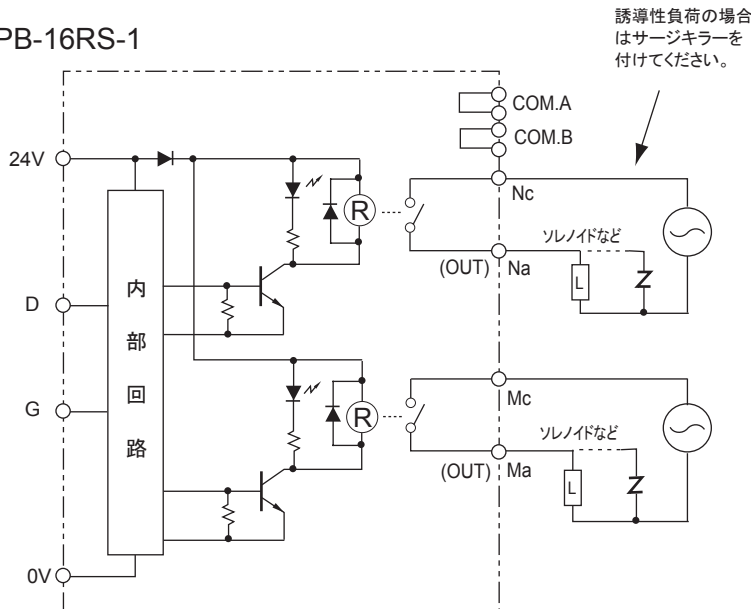 PB-16RS-1
誘導性負荷の場合
はサージキラーを
付けてください。
COM.A
COM.B
24V
Nc
R
ソレノイドなど
(OUT) Na
L
D
内
部
回
路
G
Mc
R
ソレノイドなど
(OUT) Ma
L
0V